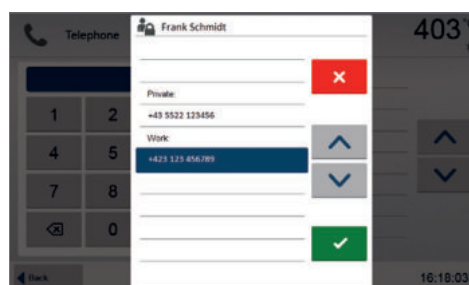 Telephone
Frank Schmidt
403
Private:
+43 5522 123456
Work:
+423 123 456789
1
2
4
5
7
8
0
Back
16:18:03